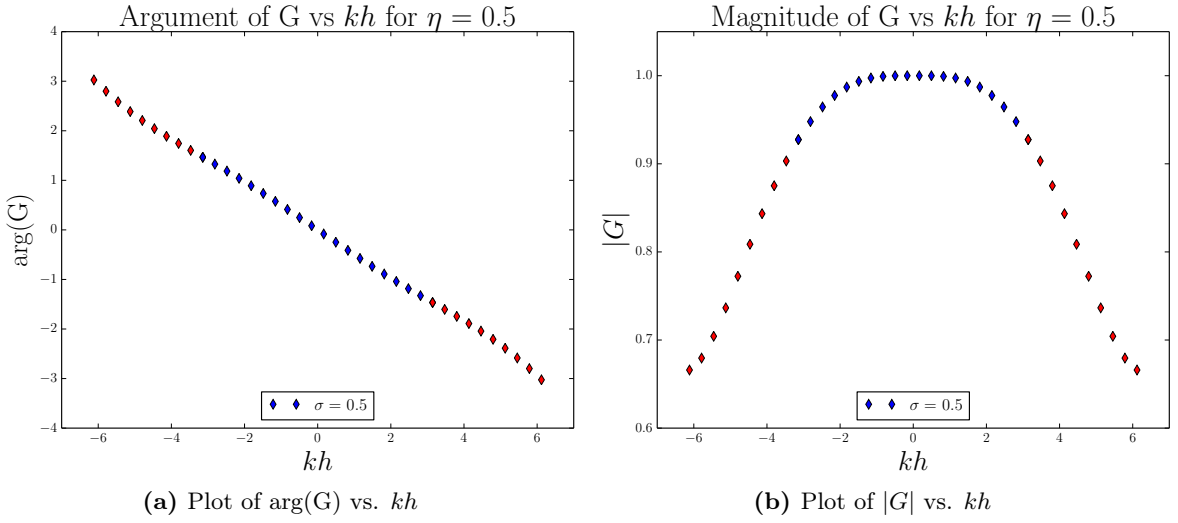 Argument of G vs kh for η = 0.5
4
3
2
1
0
−1
−2
−3
−4
arg(G)
−6 −4 −2 0 2 4 6
kh
σ = 0.5
(a) Plot of arg(G) vs. kh
Magnitude of G vs kh for η = 0.5
1.0
0.9
0.8
0.7
0.6
|G|
−6 −4 −2 0 2 4 6
kh
σ = 0.5
(b) Plot of |G| vs. kh